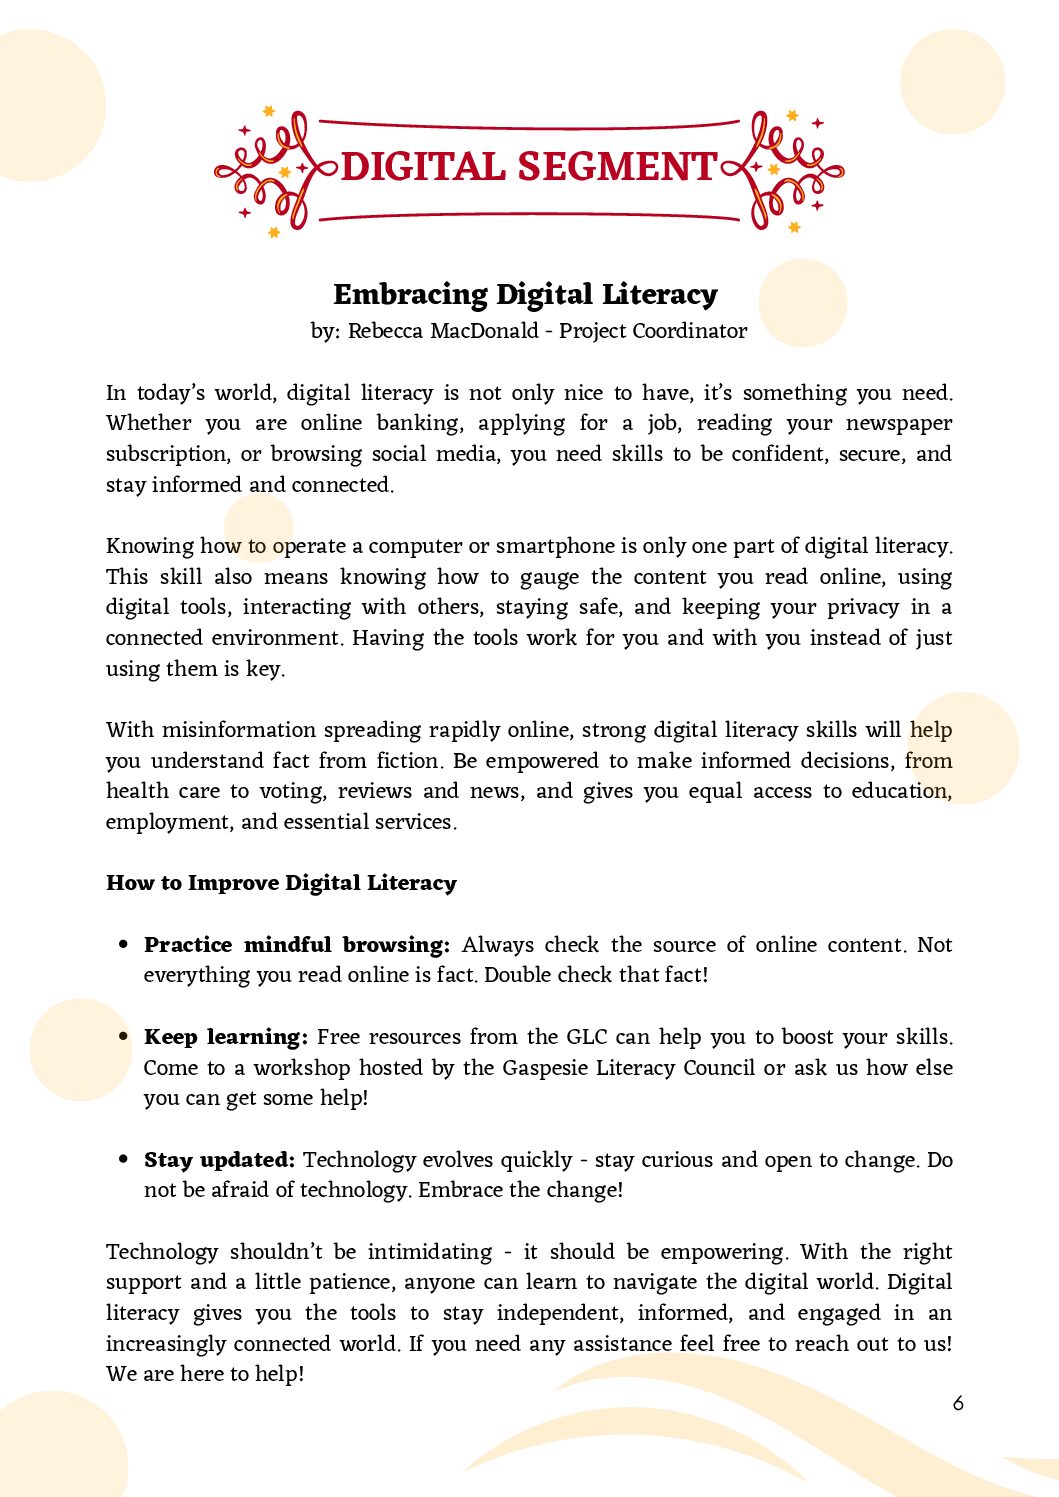 DIGITAL SEGMENT
Embracing Digital Literacy
by: Rebecca MacDonald - Project Coordinator
In today’s world, digital literacy is not only nice to have, it’s something you need.
Whether you are online banking, applying for a job, reading your newspaper
subscription, or browsing social media, you need skills to be confident, secure, and
stay informed and connected.
Knowing how to operate a computer or smartphone is only one part of digital literacy.
This skill also means knowing how to gauge the content you read online, using
digital tools, interacting with others, staying safe, and keeping your privacy in a
connected environment. Having the tools work for you and with you instead of just
using them is key.
With misinformation spreading rapidly online, strong digital literacy skills will help
you understand fact from fiction. Be empowered to make informed decisions, from
health care to voting, reviews and news, and gives you equal access to education,
employment, and essential services.
How to Improve Digital Literacy
• Practice mindful browsing: Always check the source of online content. Not
everything you read online is fact. Double check that fact!
• Keep learning: Free resources from the GLC can help you to boost your skills.
Come to a workshop hosted by the Gaspesie Literacy Council or ask us how else
you can get some help!
• Stay updated: Technology evolves quickly - stay curious and open to change. Do
not be afraid of technology. Embrace the change!
Technology shouldn’t be intimidating - it should be empowering. With the right
support and a little patience, anyone can learn to navigate the digital world. Digital
literacy gives you the tools to stay independent, informed, and engaged in an
increasingly connected world. If you need any assistance feel free to reach out to us!
We are here to help!
6